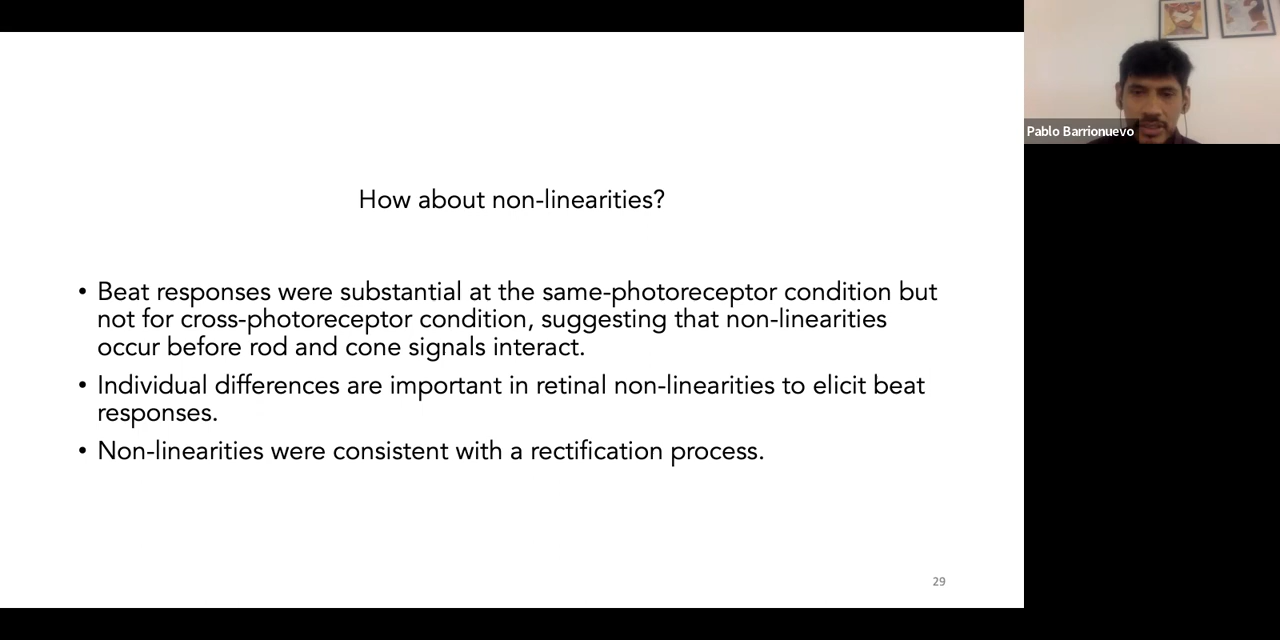 How about non-linearities?
• Beat responses were substantial at the same-photoreceptor condition but
not for cross-photoreceptor condition, suggesting that non-linearities
occur before rod and cone signals interact.
• Individual differences are important in retinal non-linearities to elicit beat
responses.
• Non-linearities were consistent with a rectification process.
29
Pablo Barrionuevo